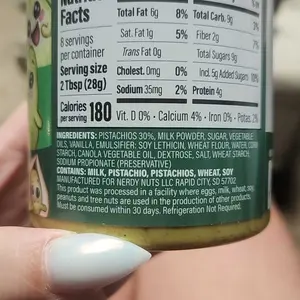 Facts
8 servings
per container
Serving size
2 Tbsp (28g)
Calories
per serving 180
Total Fat 6g 8% Total Carb. 9g
Sat. Fat 1g 5% Fiber 2g
Trans Fat 0g Total Sugars 9g
Cholest. 0mg 0% Incl. 5g Added Sugars
Sodium 35mg 2% Protein 4g
Vit. D 0% • Calcium 4% • Iron 0% • Potas. 2%
INGREDIENTS: PISTACHIOS 30%, MILK POWDER, SUGAR, VEGETABLE
OILS, VANILLA, EMULSIFIER: SOY LETHICIN, WHEAT FLOUR, WATER, CORN
STARCH, CANOLA VEGETABLE OIL, DEXTROSE, SALT, WHEAT STARCH,
SODIUM PROPIONATE (PRESERVATIVE)
CONTAINS: MILK, PISTACHIO, PISTACHIOS, WHEAT, SOY
MANUFACTURED FOR NERDY NUTS LLC RAPID CITY, SD 57702
This product was processed in a facility where eggs, milk, wheat, soy,
peanuts and tree nuts are used in the production of other products.
Must be consumed within 30 days. Refrigeration Not Required.